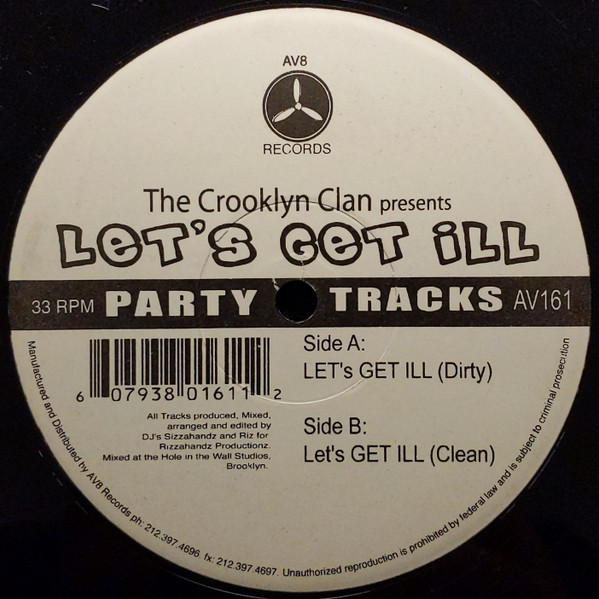 AV8
RECORDS
The Crooklyn Clan presents
LET'S GET ILL
33 RPM PARTY TRACKS AV161
Side A:
LET's GET ILL (Dirty)
6 07938 01611 2
All Tracks produced, Mixed,
arranged and edited by
DJ's Sizzahandz and Riz for
Rizzahandz Productionz.
Mixed at the Hole in the Wall Studios,
Brooklyn.
Side B:
Let's GET ILL (Clean)
Manufactured and Distributed by AV8 Records ph: 212.397.4696 fx: 212.397.4697. Unauthorized reproduction is prohibited by federal law and is subject to criminal prosecution